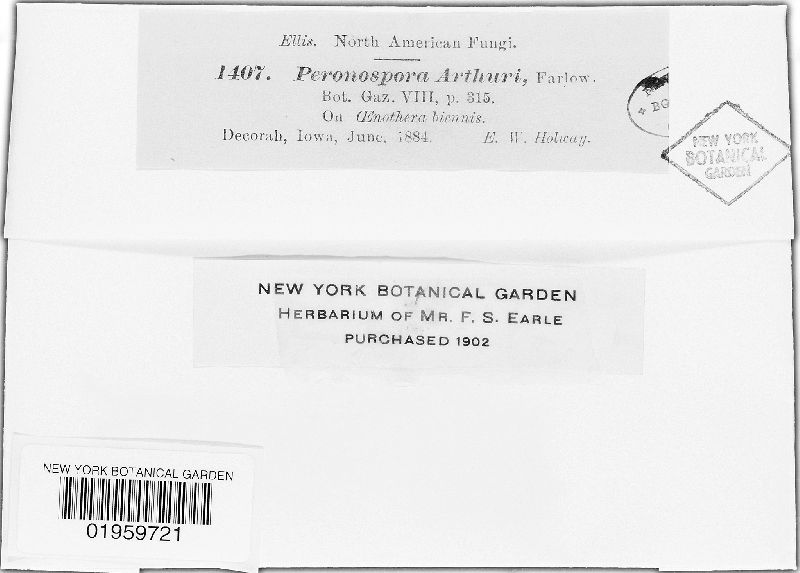 Ellis. North American Fungi.
1407. Peronospora Arthuri, Farlow.
Bot. Gaz. VIII, p. 315.
On Œnothera biennis.
Decorah, Iowa, June, 1884. E. W. Holway.
NEW YORK
BOTANICAL
GARDEN
NEW YORK BOTANICAL GARDEN
HERBARIUM OF MR. F. S. EARLE
PURCHASED 1902
NEW YORK BOTANICAL GARDEN
01959721